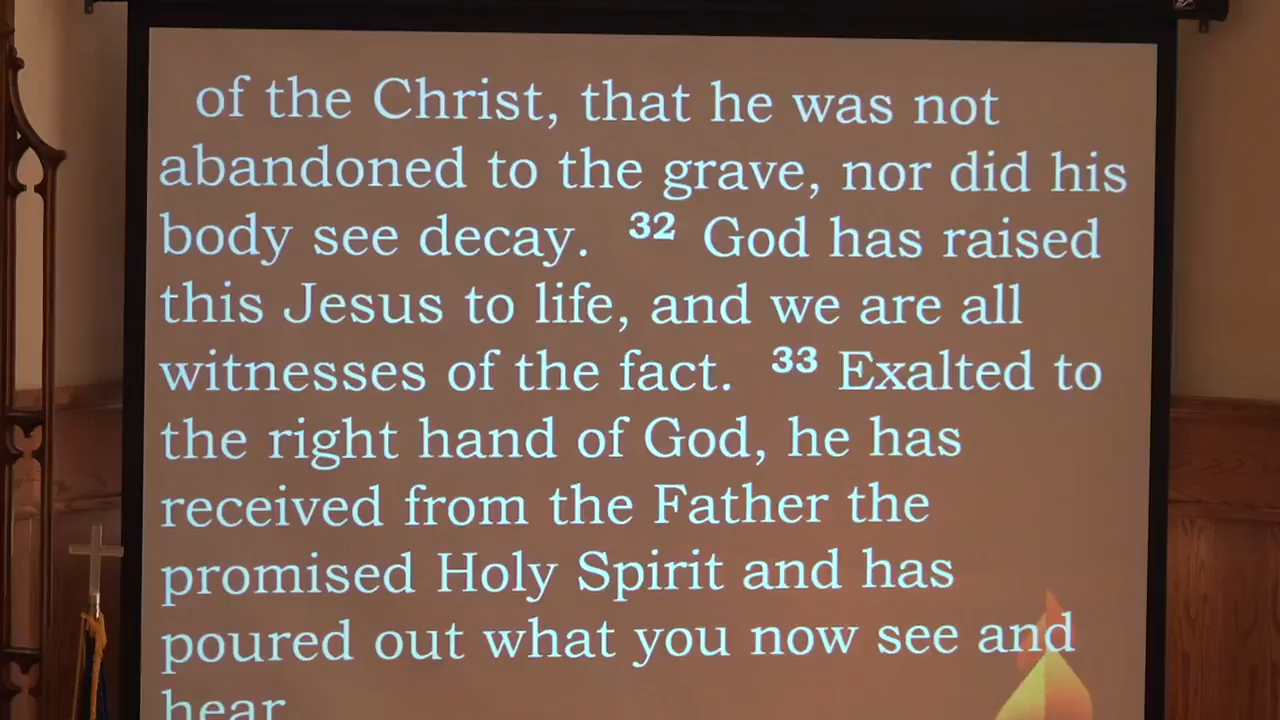 of the Christ, that he was not
abandoned to the grave, nor did his
body see decay. 32 God has raised
this Jesus to life, and we are all
witnesses of the fact. 33 Exalted to
the right hand of God, he has
received from the Father the
promised Holy Spirit and has
poured out what you now see and
hear